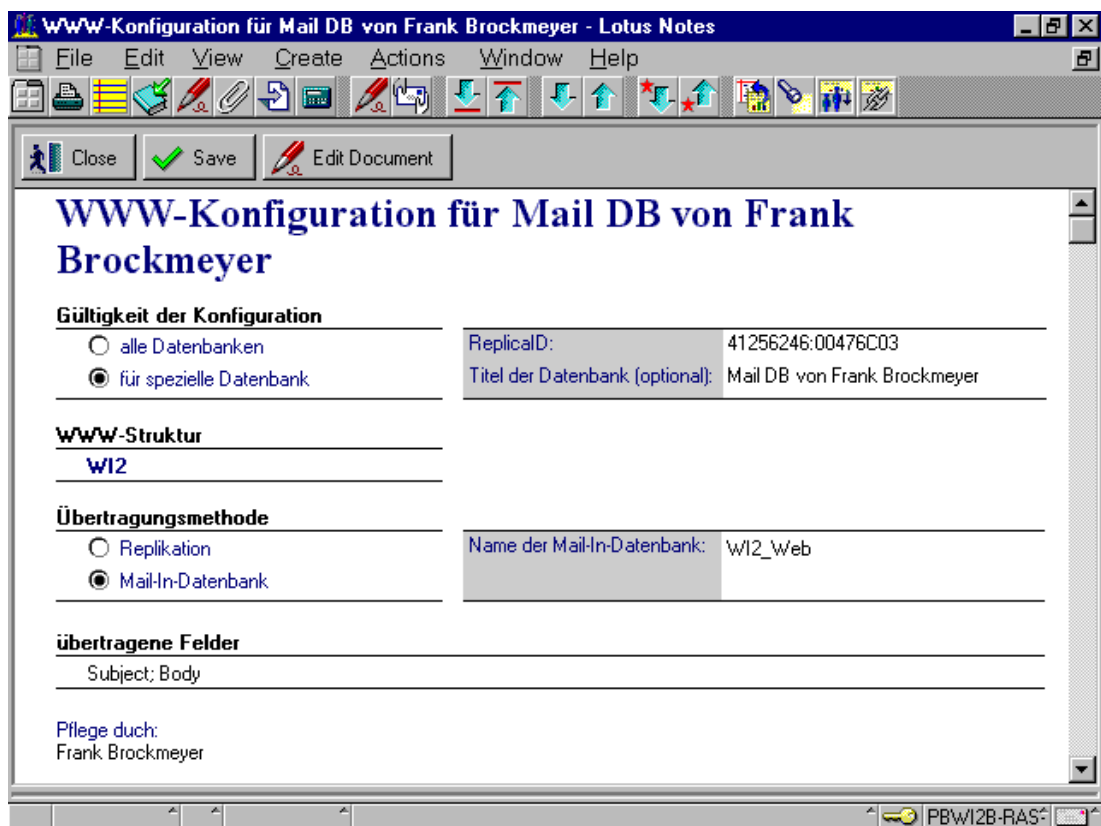 WWW-Konfiguration für Mail DB von Frank Brockmeyer - Lotus Notes
File Edit View Create Actions Window Help
Close Save Edit Document
WWW-Konfiguration für Mail DB von Frank
Brockmeyer
Gültigkeit der Konfiguration
alle Datenbanken
für spezielle Datenbank
ReplicaID: 41256246:00476C03
Titel der Datenbank (optional): Mail DB von Frank Brockmeyer
WWW-Struktur
WI2
Übertragungsmethode
Replikation
Mail-In-Datenbank
Name der Mail-In-Datenbank: WI2_Web
übertragene Felder
Subject; Body
Pflege duch:
Frank Brockmeyer
PBWI2B-RAS